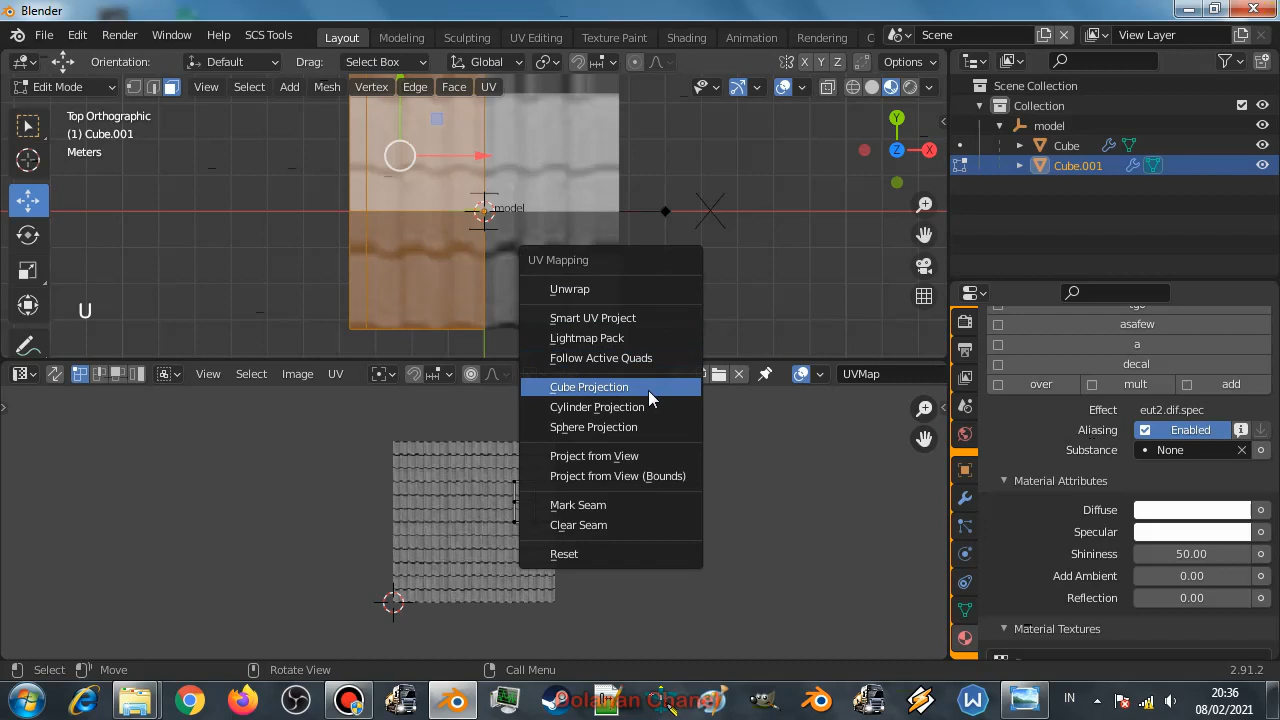 Blender
File Edit Render Window Help SCS Tools
Layout Modeling Sculpting UV Editing Texture Paint Shading Animation Rendering
Scene
View Layer
Orientation: Default Drag: Select Box Global
X Y Z Options
Edit Mode View Select Add Mesh Vertex Edge Face UV
Scene Collection
Collection
model
Cube
Cube.001
Top Orthographic
(1) Cube.001
Meters
Y
Z
X
model
U
UV Mapping
Unwrap
Smart UV Project
Lightmap Pack
Follow Active Quads
Cube Projection
Cylinder Projection
Sphere Projection
Project from View
Project from View (Bounds)
Mark Seam
Clear Seam
Reset
View Select Image UV
UVMap
asafew
a
decal
over mult add
Effect eut2.dif.spec
Aliasing Enabled
Substance None
Material Attributes
Diffuse
Specular
Shininess 50.00
Add Ambient 0.00
Reflection 0.00
Material Textures
Select Move Rotate View Call Menu 2.91.2
IN
20:36
08/02/2021